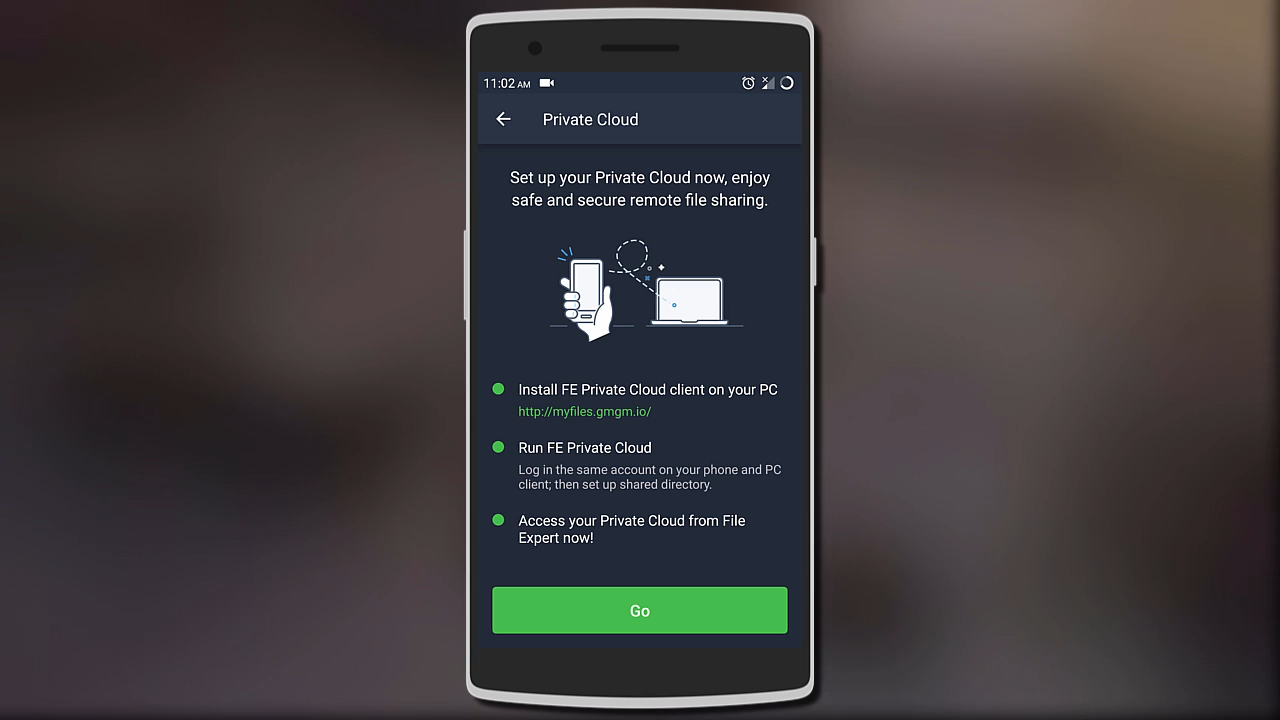 11:02 AM
Private Cloud
Set up your Private Cloud now, enjoy
safe and secure remote file sharing.
Install FE Private Cloud client on your PC
http://myfiles.gmgm.io/
Run FE Private Cloud
Log in the same account on your phone and PC
client; then set up shared directory.
Access your Private Cloud from File
Expert now!
Go